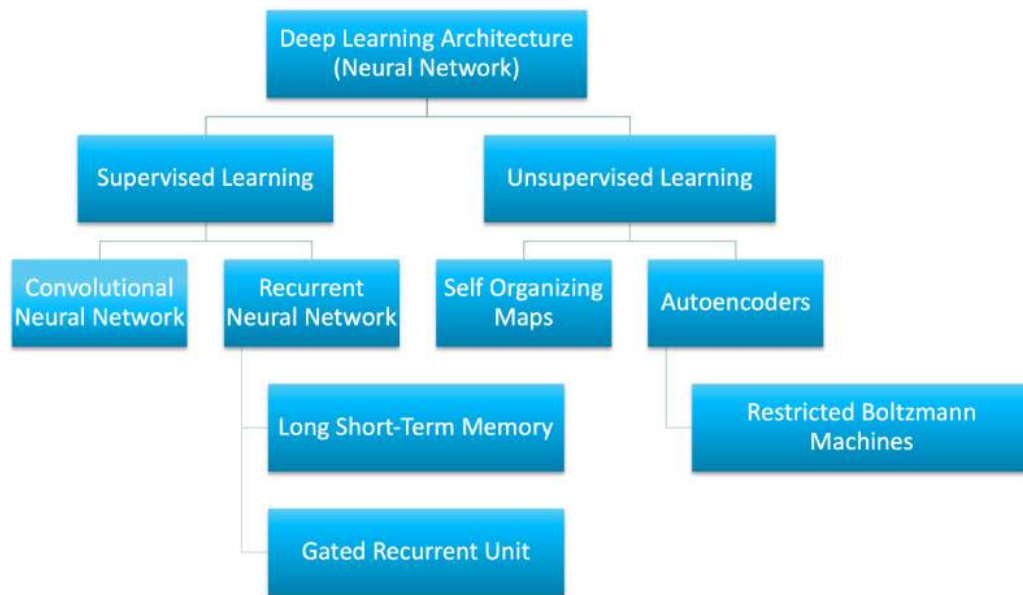 Deep Learning Architecture
(Neural Network)
Supervised Learning
Unsupervised Learning
Convolutional
Neural Network
Recurrent
Neural Network
Self Organizing
Maps
Autoencoders
Long Short-Term Memory
Restricted Boltzmann
Machines
Gated Recurrent Unit